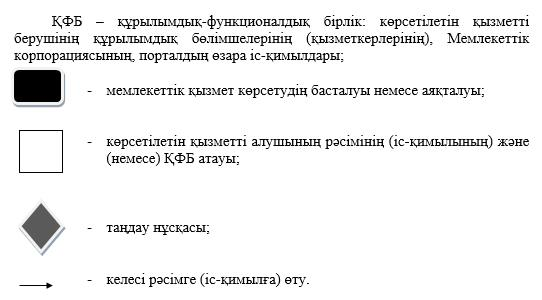 ҚФБ – құрылымдық-функционалдық бірлік: көрсетілетін қызметті
берушінің құрылымдық бөлімшелерінің (қызметкерлерінің), Мемлекеттік
корпорациясының, порталдың өзара іс-қимылдары;
- мемлекеттік қызмет көрсетудің басталуы немесе аяқталуы;
- көрсетілетін қызметті алушының рәсімінің (іс-қимылының) және
(немесе) ҚФБ атауы;
- таңдау нұсқасы;
- келесі рәсімге (іс-қимылға) өту.